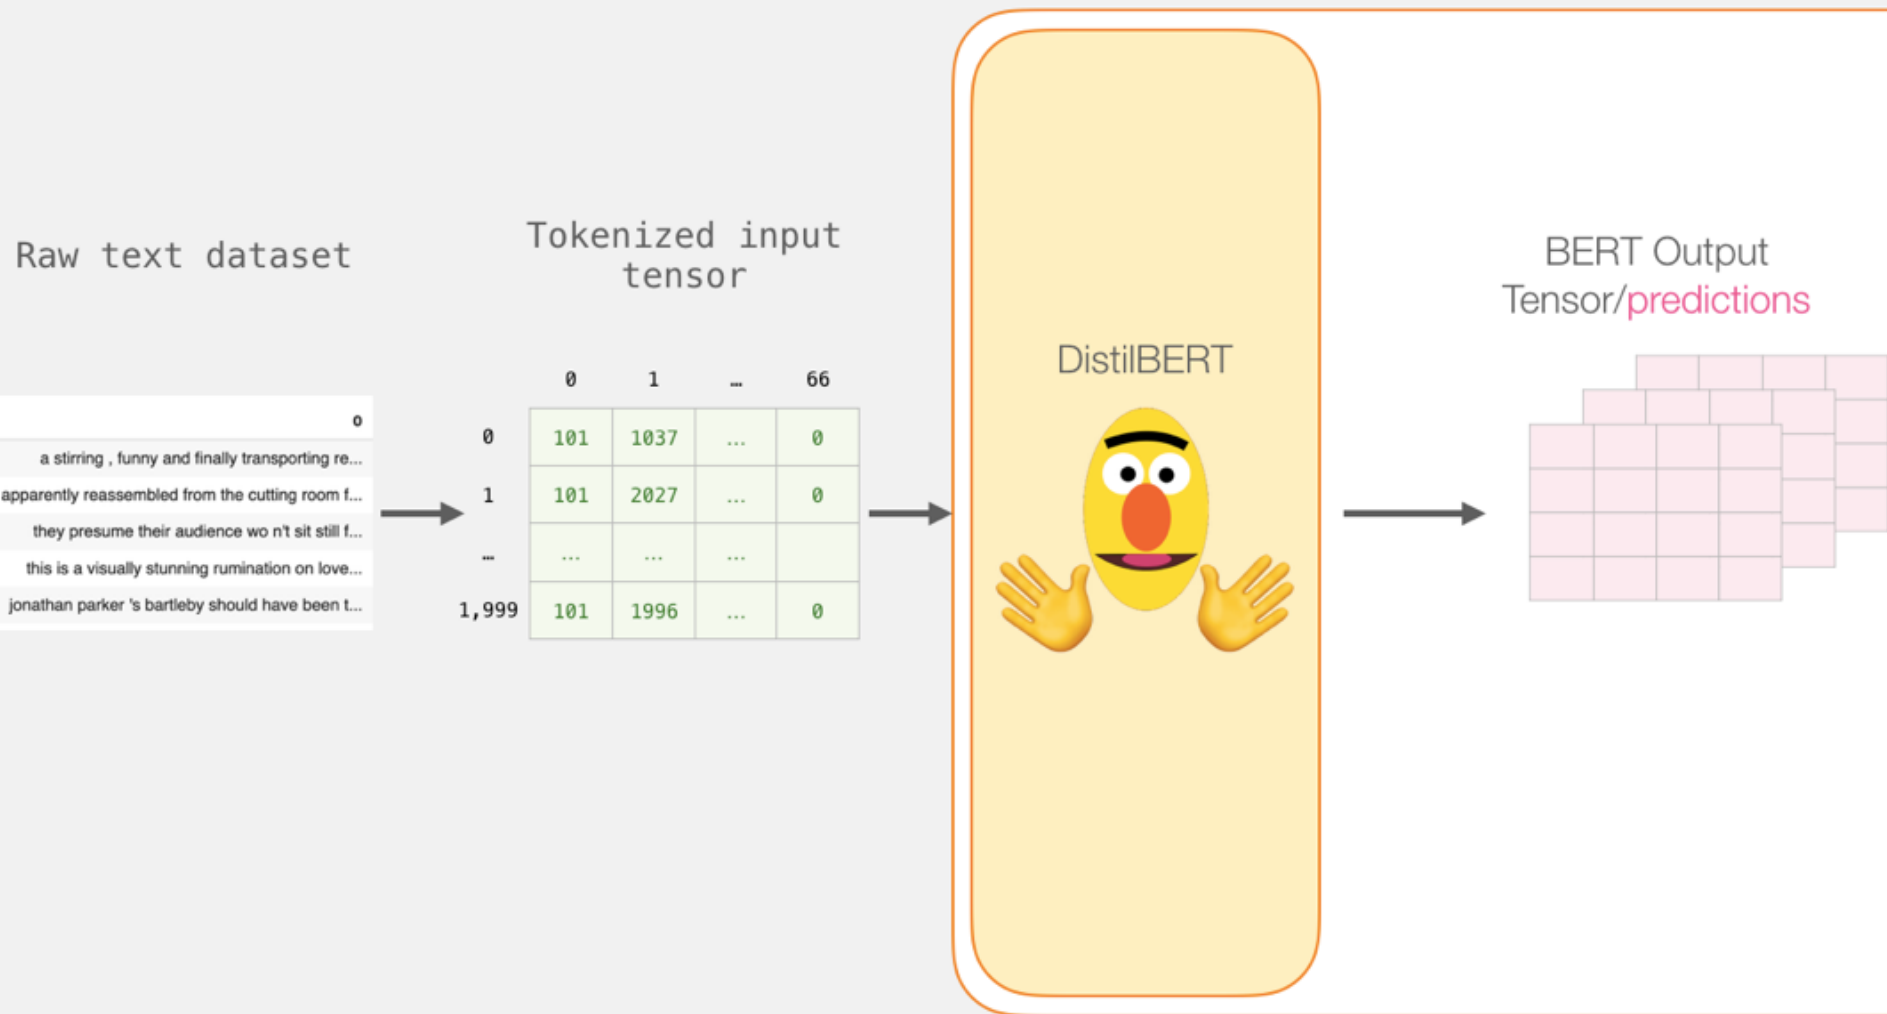 Raw text dataset
0
a stirring , funny and finally transporting re...
apparently reassembled from the cutting room f...
they presume their audience wo n't sit still f...
this is a visually stunning rumination on love...
jonathan parker 's bartleby should have been t...
Tokenized input
tensor
0 1 … 66
0 101 1037 … 0
1 101 2027 … 0
… … … …
1,999 101 1996 … 0
DistilBERT
BERT Output
Tensor/predictions